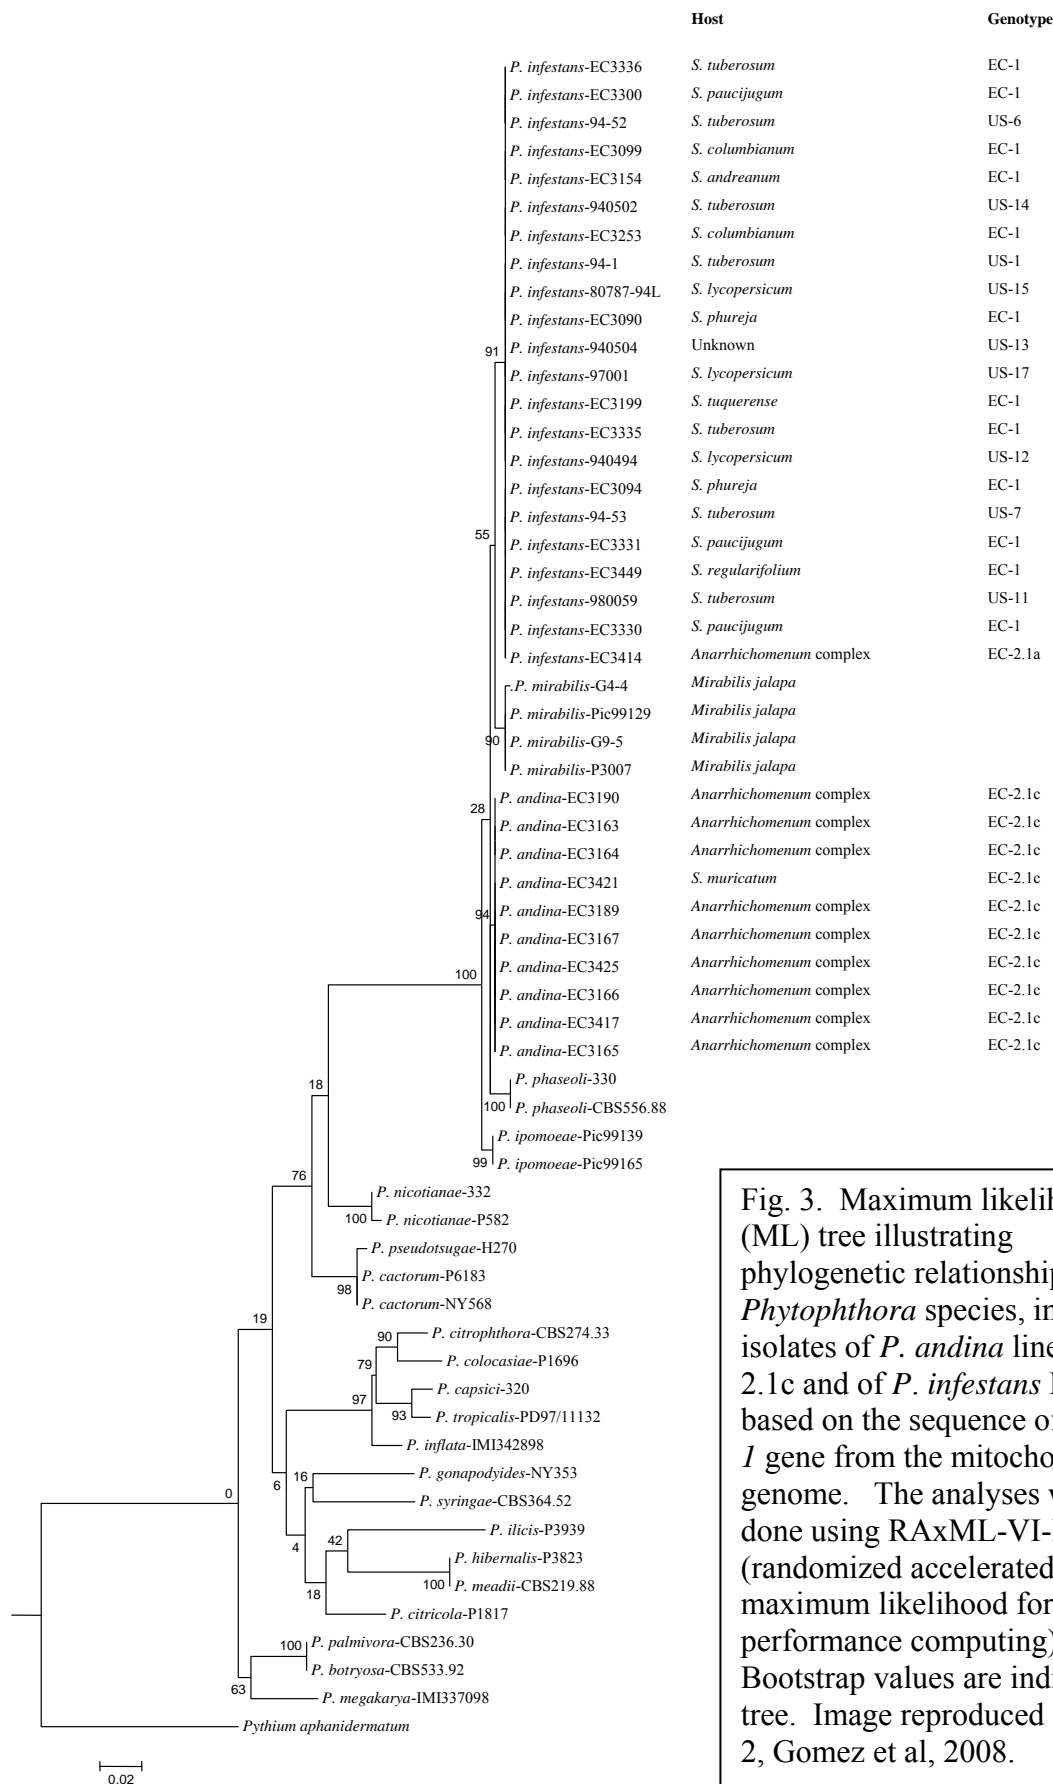 Host Genotype
P. infestans-EC3336 S. tuberosum EC-1
P. infestans-EC3300 S. paucijugum EC-1
P. infestans-94-52 S. tuberosum US-6
P. infestans-EC3099 S. columbianum EC-1
P. infestans-EC3154 S. andreanum EC-1
P. infestans-940502 S. tuberosum US-14
P. infestans-EC3253 S. columbianum EC-1
P. infestans-94-1 S. tuberosum US-1
P. infestans-80787-94L S. lycopersicum US-15
P. infestans-EC3090 S. phureja EC-1
P. infestans-940504 Unknown US-13
91
P. infestans-97001 S. lycopersicum US-17
P. infestans-EC3199 S. tuquerense EC-1
P. infestans-EC3335 S. tuberosum EC-1
P. infestans-940494 S. lycopersicum US-12
P. infestans-EC3094 S. phureja EC-1
P. infestans-94-53 S. tuberosum US-7
55
P. infestans-EC3331 S. paucijugum EC-1
P. infestans-EC3449 S. regularifolium EC-1
P. infestans-980059 S. tuberosum US-11
P. infestans-EC3330 S. paucijugum EC-1
P. infestans-EC3414 Anarrhichomenum complex EC-2.1a
P. mirabilis-G4-4 Mirabilis jalapa
P. mirabilis-Pic99129 Mirabilis jalapa
90
P. mirabilis-G9-5 Mirabilis jalapa
P. mirabilis-P3007 Mirabilis jalapa
P. andina-EC3190 Anarrhichomenum complex EC-2.1c
28
P. andina-EC3163 Anarrhichomenum complex EC-2.1c
P. andina-EC3164 Anarrhichomenum complex EC-2.1c
P. andina-EC3421 S. muricatum EC-2.1c
94
P. andina-EC3189 Anarrhichomenum complex EC-2.1c
P. andina-EC3167 Anarrhichomenum complex EC-2.1c
P. andina-EC3425 Anarrhichomenum complex EC-2.1c
100
P. andina-EC3166 Anarrhichomenum complex EC-2.1c
P. andina-EC3417 Anarrhichomenum complex EC-2.1c
P. andina-EC3165 Anarrhichomenum complex EC-2.1c
P. phaseoli-330
18
100
P. phaseoli-CBS556.88
P. ipomoeae-Pic99139
99
P. ipomoeae-Pic99165
76
P. nicotianae-332
100
P. nicotianae-P582
P. pseudotsugae-H270
P. cactorum-P6183
98
P. cactorum-NY568
19
P. citrophthora-CBS274.33
90
P. colocasiae-P1696
79
P. capsici-320
97
93
P. tropicalis-PD97/11132
P. inflata-IMI342898
P. gonapodyides-NY353
16
6
P. syringae-CBS364.52
0
P. ilicis-P3939
42
4
P. hibernalis-P3823
100
P. meadii-CBS219.88
18
P. citricola-P1817
P. palmivora-CBS236.30
100
P. botryosa-CBS533.92
63
P. megakarya-IMI337098
Pythium aphanidermatum
0.02
Fig. 3. Maximum likelih
(ML) tree illustrating
phylogenetic relationship
Phytophthora species, in
isolates of P. andina line
2.1c and of P. infestans
based on the sequence o
1 gene from the mitocho
genome. The analyses
done using RAxML-VI-
(randomized accelerated
maximum likelihood for
performance computing)
Bootstrap values are indi
tree. Image reproduced
2, Gomez et al, 2008.